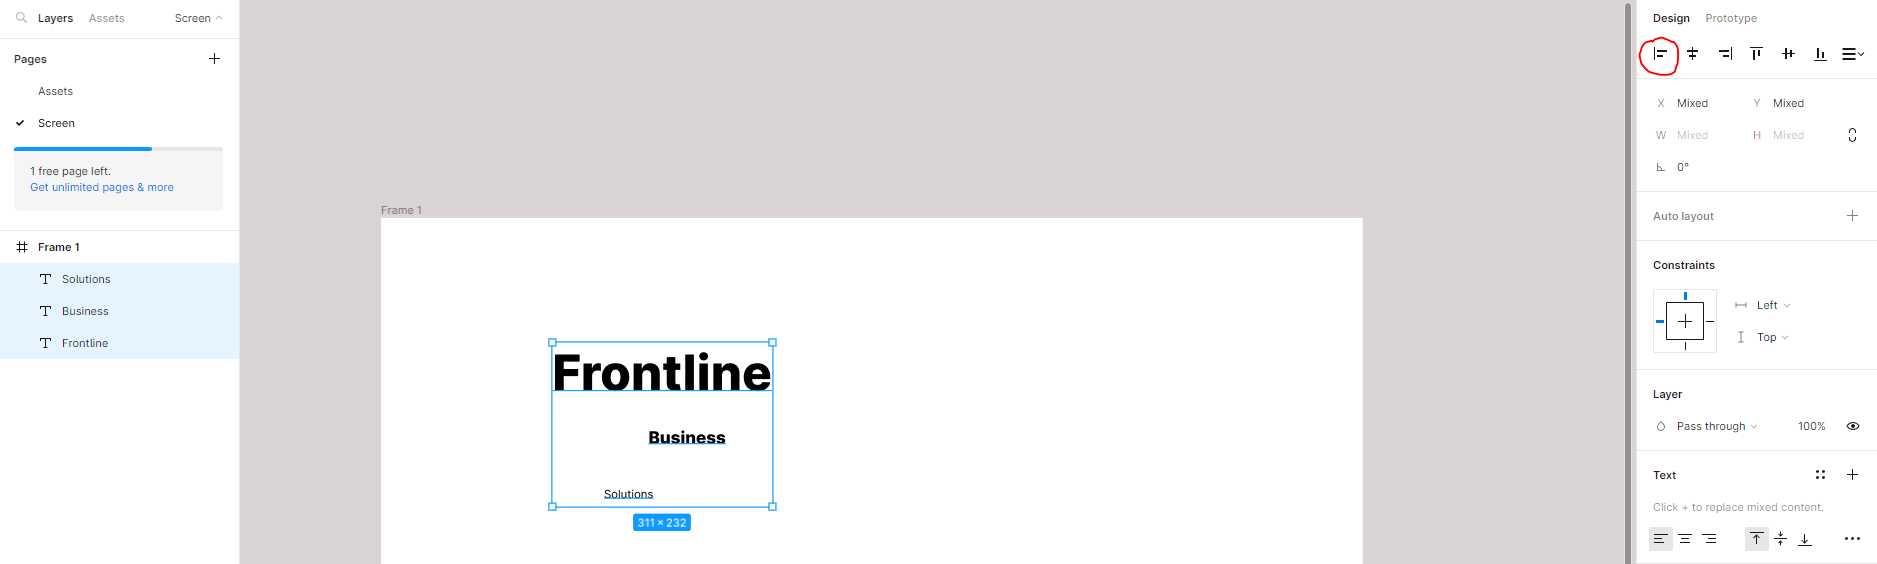 Layers Assets Screen
Pages
Assets
Screen
1 free page left.
Get unlimited pages & more
Frame 1
Solutions
Business
Frontline
Frame 1
Frontline
Business
Solutions
311 × 232
Design Prototype
X Mixed Y Mixed
W Mixed H Mixed
0°
Auto layout
Constraints
Left
Top
Layer
Pass through 100%
Text
Click + to replace mixed content.